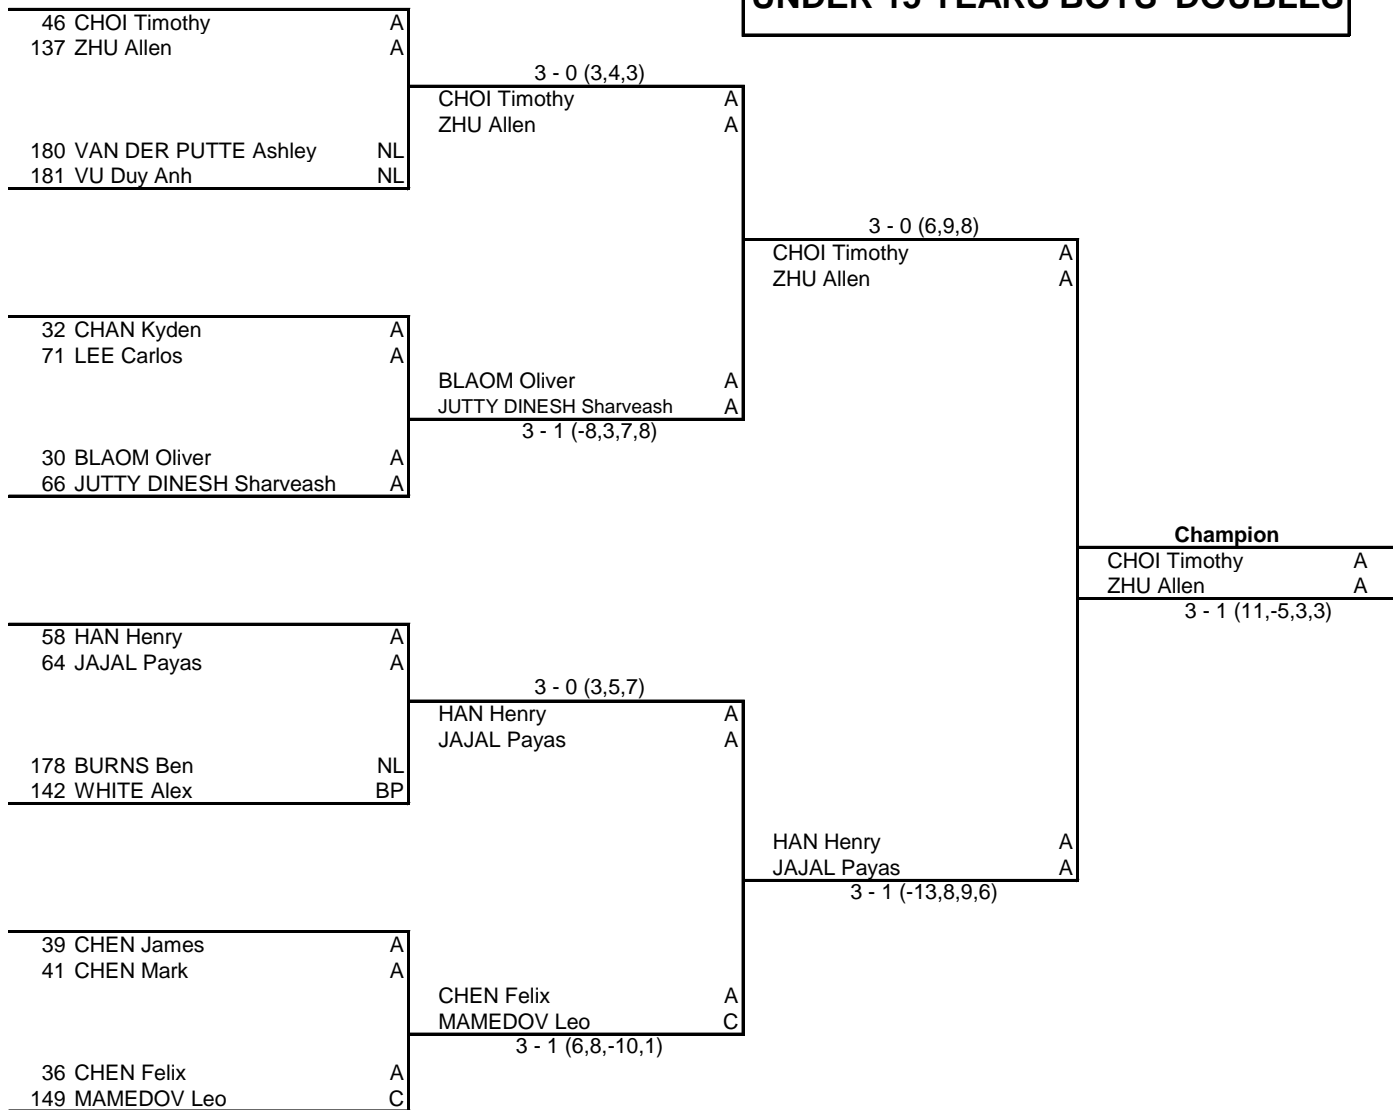 UNDER YEARS BOYS DOUBLES
46 CHOI Timothy A
137 ZHU Allen A
3 - 0 (3,4,3)
CHOI Timothy A
ZHU Allen A
180 VAN DER PUTTE Ashley NL
181 VU Duy Anh NL
3 - 0 (6,9,8)
CHOI Timothy A
ZHU Allen A
32 CHAN Kyden A
71 LEE Carlos A
BLAOM Oliver A
JUTTY DINESH Sharveash A
3 - 1 (-8,3,7,8)
30 BLAOM Oliver A
66 JUTTY DINESH Sharveash A
Champion
CHOI Timothy A
ZHU Allen A
3 - 1 (11,-5,3,3)
58 HAN Henry A
64 JAJAL Payas A
3 - 0 (3,5,7)
HAN Henry A
JAJAL Payas A
178 BURNS Ben NL
142 WHITE Alex BP
HAN Henry A
JAJAL Payas A
3 - 1 (-13,8,9,6)
39 CHEN James A
41 CHEN Mark A
CHEN Felix A
MAMEDOV Leo C
3 - 1 (6,8,-10,1)
36 CHEN Felix A
149 MAMEDOV Leo C